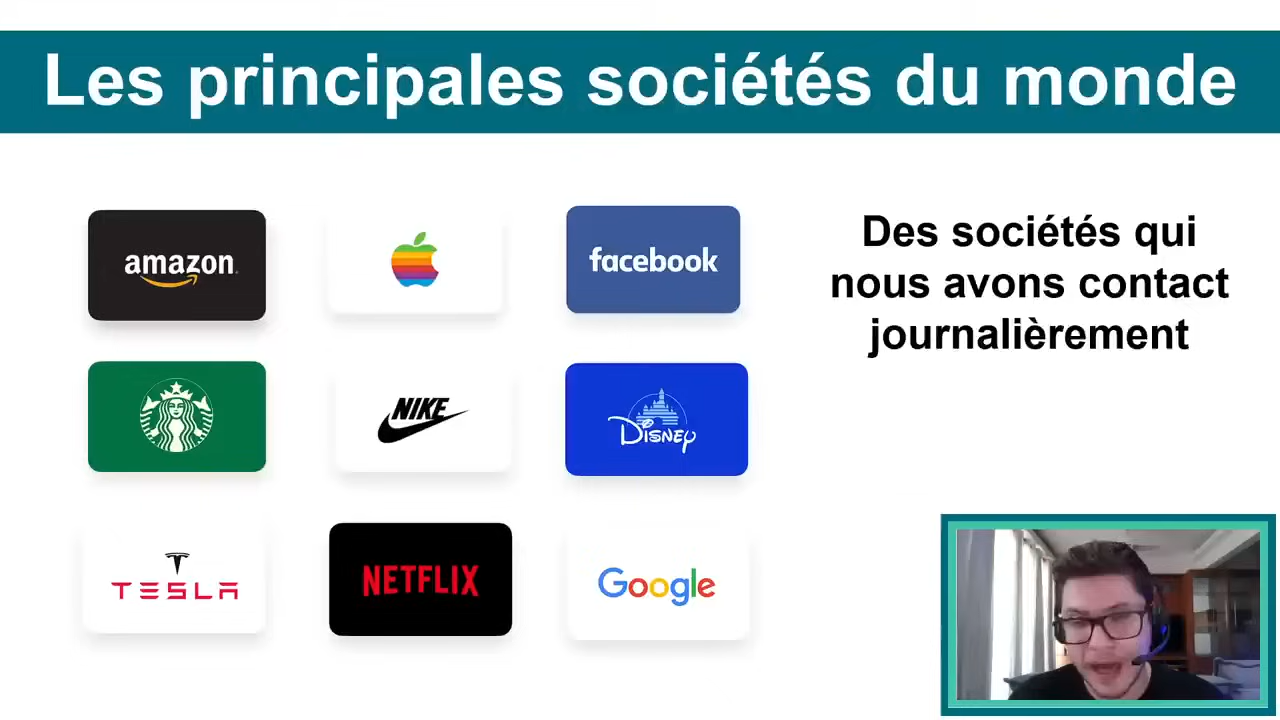 Les principales sociétés du monde
amazon
facebook
Des sociétés qui
nous avons contact
journalièrement
NIKE
DISNEY
TESLA
NETFLIX
Google